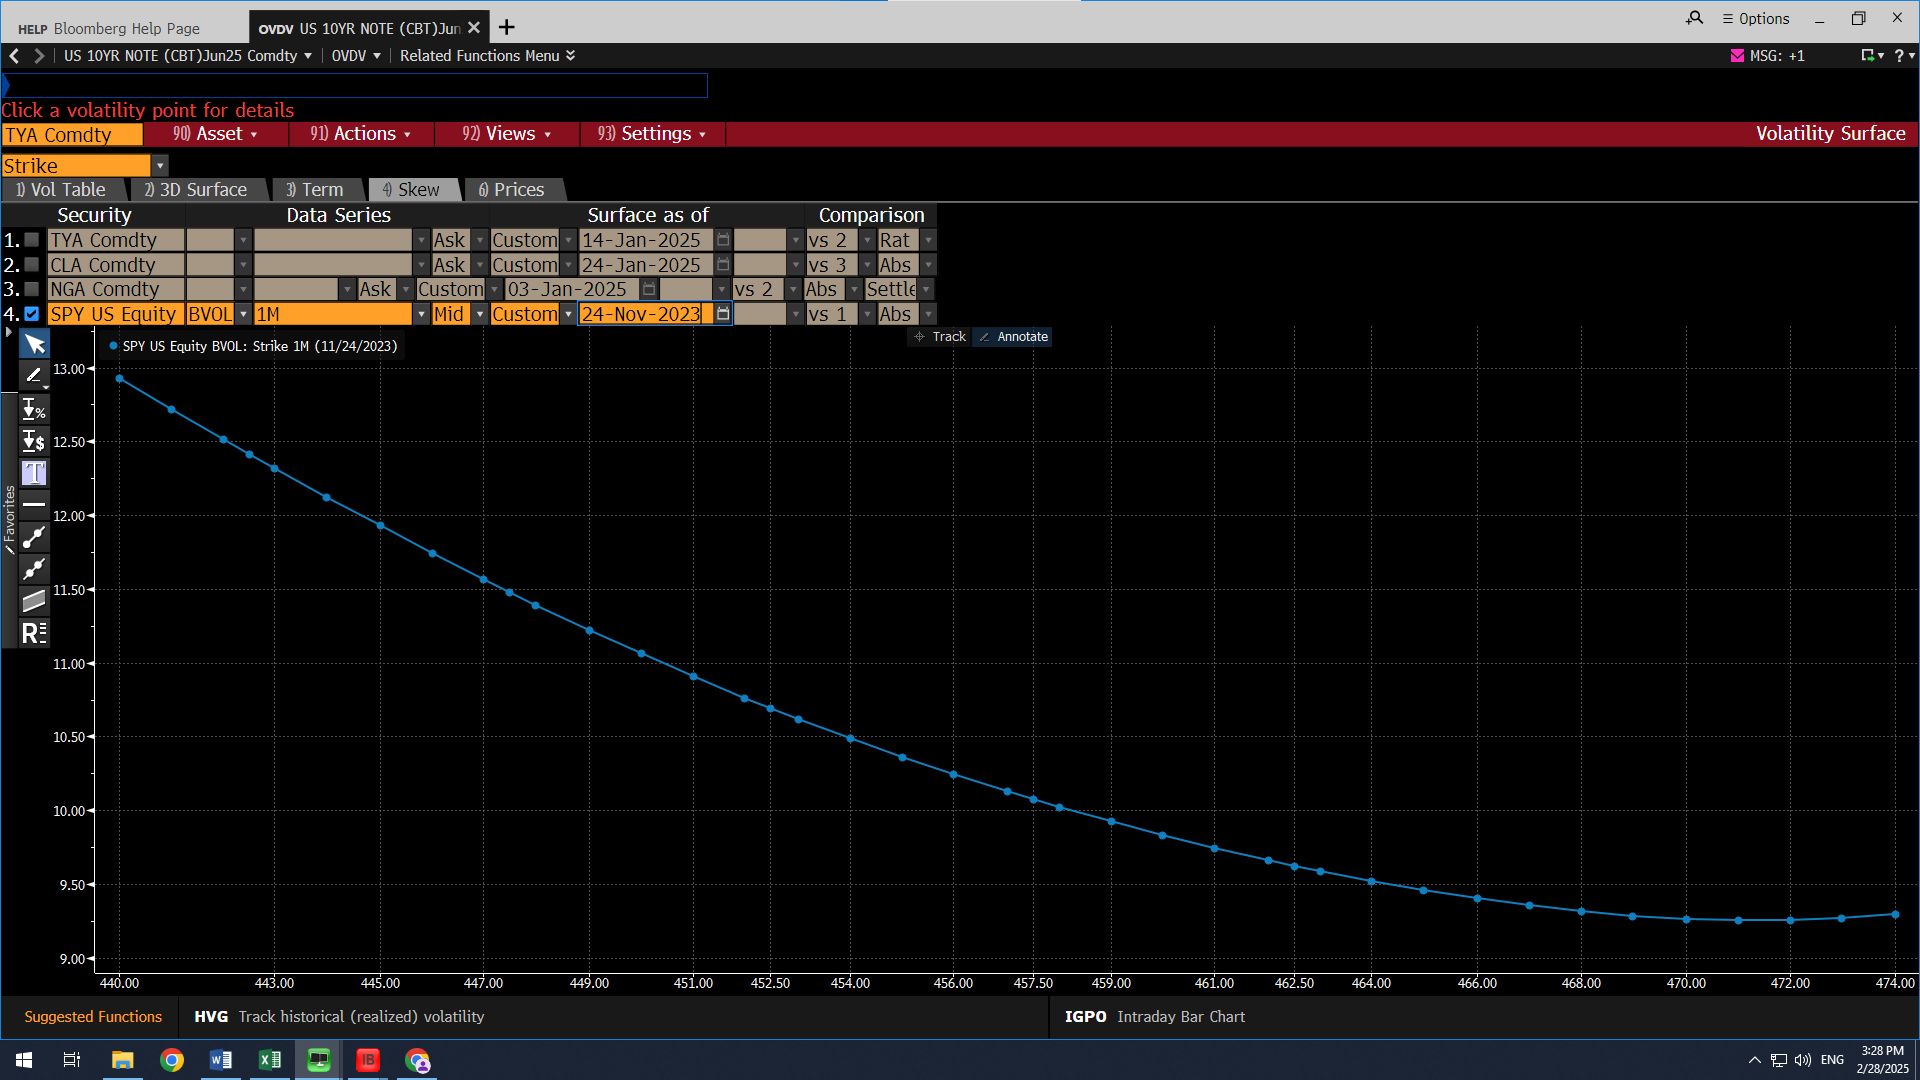 HELP Bloomberg Help Page
OVDV US 10YR NOTE (CBT)Jun
Options
US 10YR NOTE (CBT)Jun25 Comdty
OVDV
Related Functions Menu
MSG: +1
?
Click a volatility point for details
TYA Comdty
90) Asset
91) Actions
92) Views
93) Settings
Volatility Surface
Strike
1) Vol Table
2) 3D Surface
3) Term
4) Skew
6) Prices
Security Data Series Surface as of Comparison
1. TYA Comdty Ask Custom 14-Jan-2025 vs 2 Rat
2. CLA Comdty Ask Custom 24-Jan-2025 vs 3 Abs
3. NGA Comdty Ask Custom 03-Jan-2025 vs 2 Abs Settle
4. SPY US Equity BVOL 1M Mid Custom 24-Nov-2023 vs 1 Abs
Track
Annotate
SPY US Equity BVOL: Strike 1M (11/24/2023)
%
$
T
R
Favorites
13.00
12.50
12.00
11.50
11.00
10.50
10.00
9.50
9.00
440.00 443.00 445.00 447.00 449.00 451.00 452.50 454.00 456.00 457.50 459.00 461.00 462.50 464.00 466.00 468.00 470.00 472.00 474.00
Suggested Functions
HVG Track historical (realized) volatility
IGPO Intraday Bar Chart
IB
ENG
3:28 PM
2/28/2025